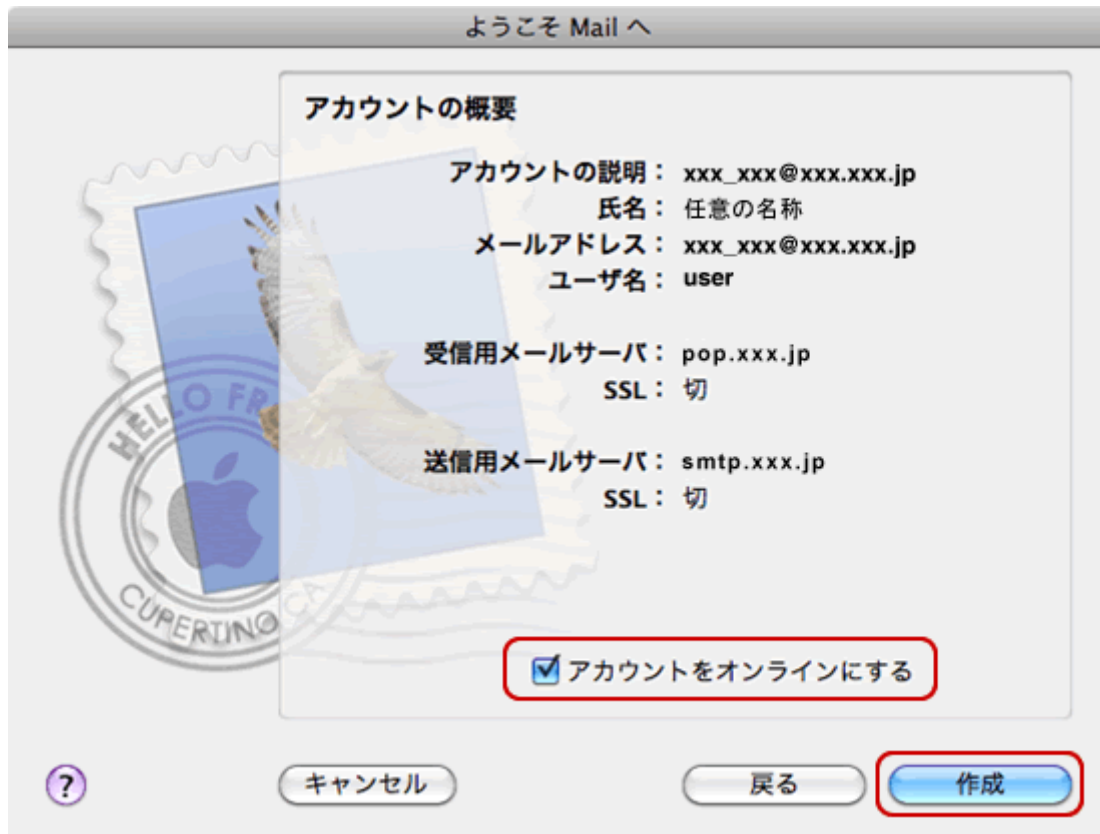 ようこそ Mail へ
アカウントの概要
アカウントの説明： xxx_xxx@xxx.xxx.jp
氏名： 任意の名称
メールアドレス： xxx_xxx@xxx.xxx.jp
ユーザ名： user
受信用メールサーバ： pop.xxx.jp
SSL： 切
送信用メールサーバ： smtp.xxx.jp
SSL： 切
HELLO FR
CUPERTINO CA
アカウントをオンラインにする
? キャンセル 戻る 作成